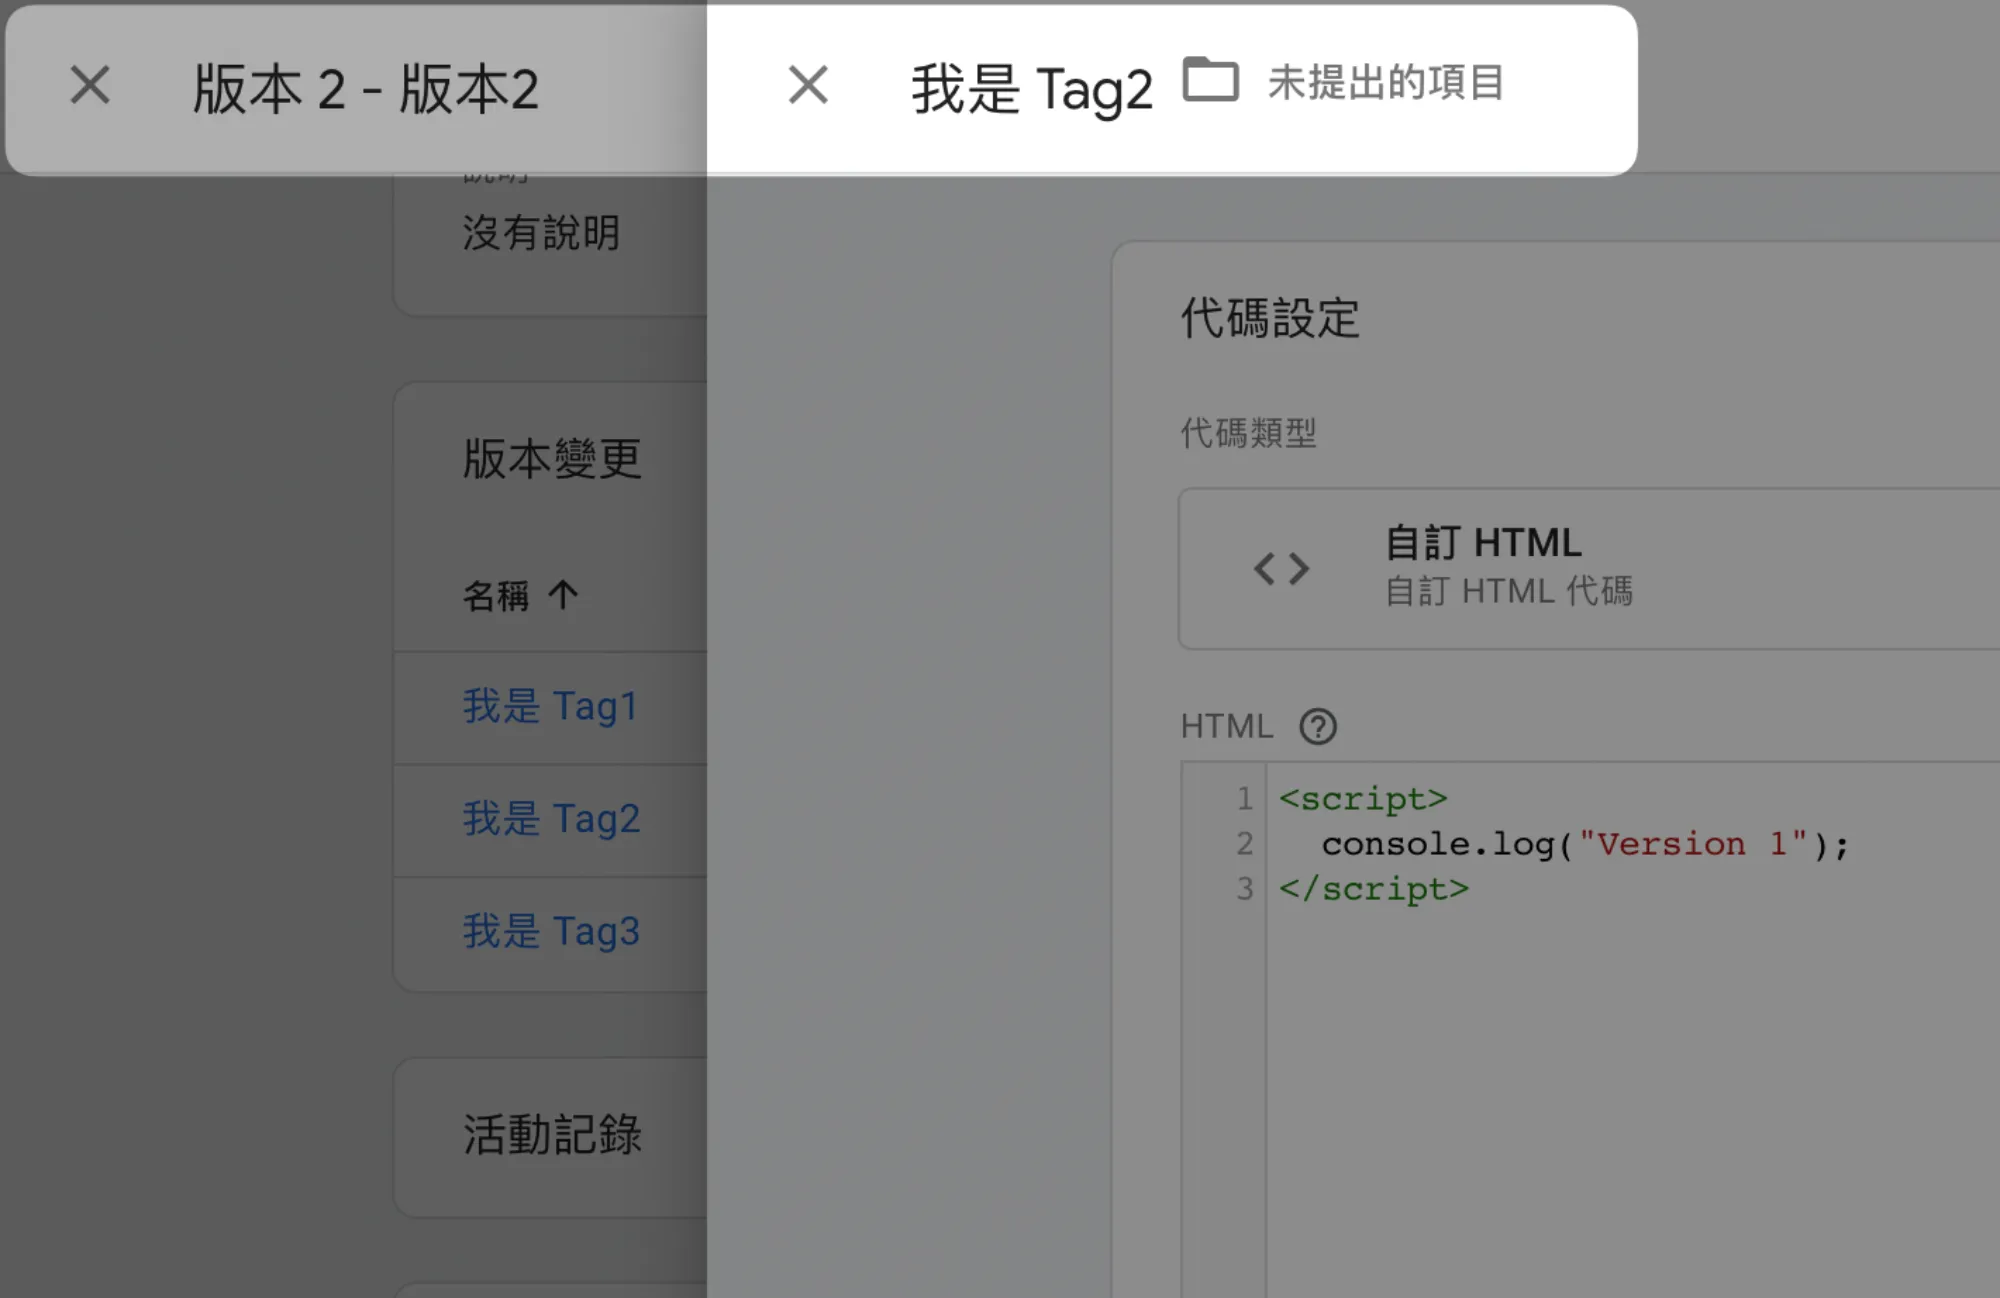 版本 2 - 版本2
我是 Tag2 未提出的項目
說明
沒有說明
版本變更
名稱
我是 Tag1
我是 Tag2
我是 Tag3
活動記錄
代碼設定
代碼類型
自訂 HTML
自訂 HTML 代碼
HTML
1 <script>
2 console.log("Version 1");
3 </script>